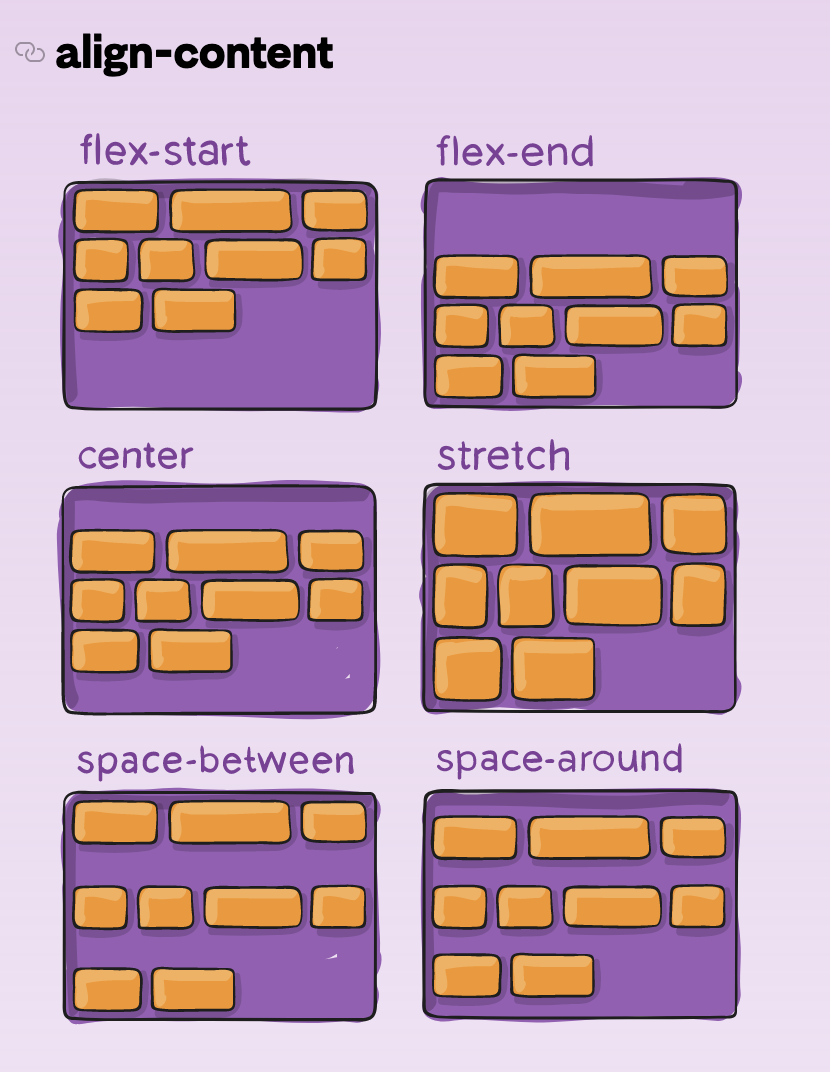 align-content
flex-start
flex-end
center
stretch
space-between
space-around